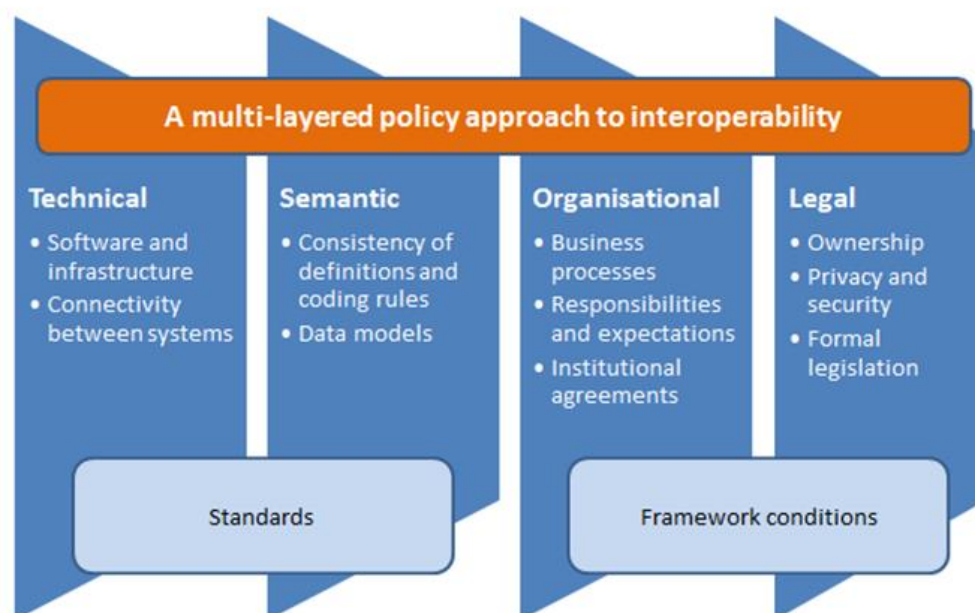 A multi-layered policy approach to interoperability
Technical
• Software and
infrastructure
• Connectivity
between systems
Semantic
• Consistency of
definitions and
coding rules
• Data models
Organisational
• Business
processes
• Responsibilities
and expectations
• Institutional
agreements
Legal
• Ownership
• Privacy and
security
• Formal
legislation
Standards
Framework conditions